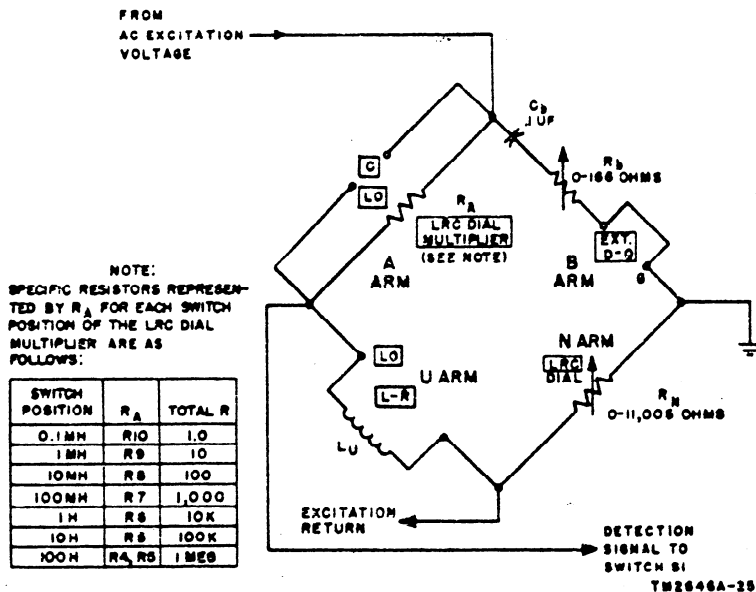 FROM
AC EXCITATION
VOLTAGE
Cb
.1 UF
Rb
0-166 OHMS
C
LO
RA
LRC DIAL
MULTIPLIER
(SEE NOTE)
EXT.
D-Q
A
ARM
B
ARM
G
NOTE:
SPECIFIC RESISTORS REPRESEN-
TED BY RA FOR EACH SWITCH
POSITION OF THE LRC DIAL
MULTIPLIER ARE AS
FOLLOWS:
LO
L-R
U ARM
N ARM
LRC
DIAL
RN
0-11,005 OHMS
LU
SWITCH POSITION RA TOTAL R
0.1MH R10 1.0
1MH R9 10
10MH R8 100
100MH R7 1,000
1H R6 10K
10H R5 100K
100H R4, R5 1 MEG
EXCITATION
RETURN
DETECTION
SIGNAL TO
SWITCH S1
TM2646A-25